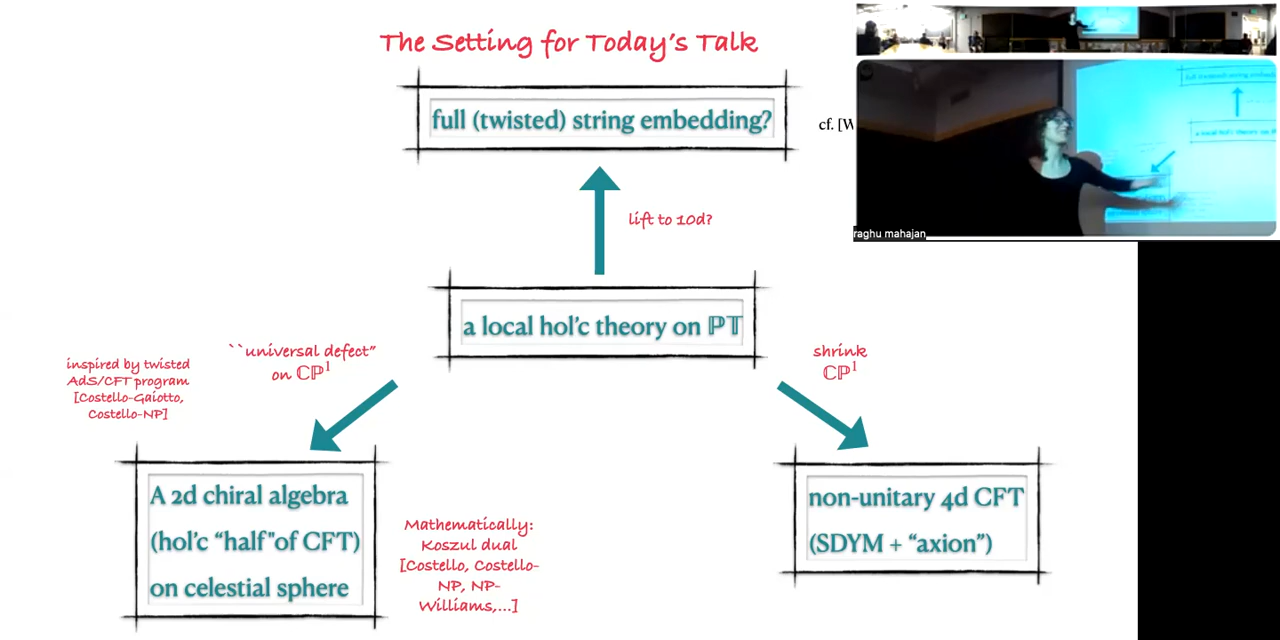 The Setting for Today's Talk
full (twisted) string embedding?
cf. [W
lift to 10d?
a local hol'c theory on ℙ𝕋
``universal defect"
on ℂℙ¹
shrink
ℂℙ¹
inspired by twisted
AdS/CFT program
[Costello-Gaiotto,
Costello-NP]
A 2d chiral algebra
(hol'c "half"of CFT)
on celestial sphere
Mathematically:
Koszul dual
[Costello, Costello-
NP, NP-
Williams,...]
non-unitary 4d CFT
(SDYM + "axion")
raghu mahajan